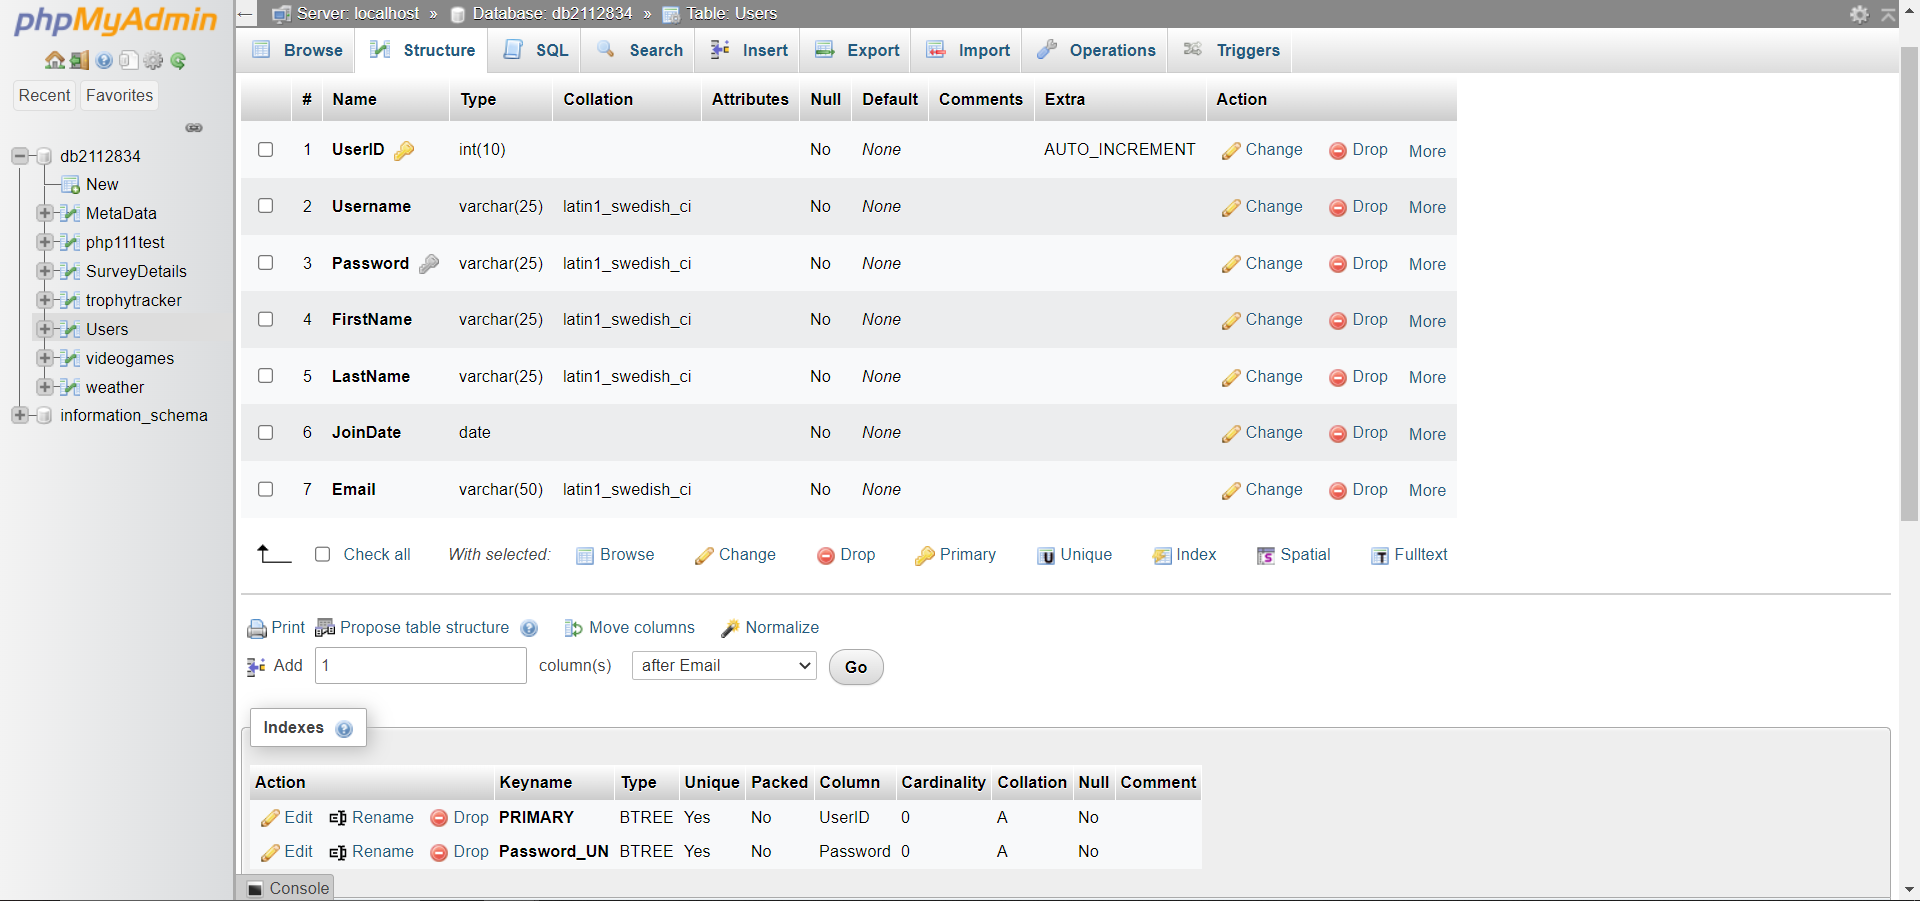 phpMyAdmin
Recent Favorites
db2112834
New
MetaData
php111test
SurveyDetails
trophytracker
Users
videogames
weather
information_schema
← Server: localhost » Database: db2112834 » Table: Users
Browse Structure SQL Search Insert Export Import Operations Triggers
# Name Type Collation Attributes Null Default Comments Extra Action
1 UserID int(10) No None AUTO_INCREMENT Change Drop More
2 Username varchar(25) latin1_swedish_ci No None Change Drop More
3 Password varchar(25) latin1_swedish_ci No None Change Drop More
4 FirstName varchar(25) latin1_swedish_ci No None Change Drop More
5 LastName varchar(25) latin1_swedish_ci No None Change Drop More
6 JoinDate date No None Change Drop More
7 Email varchar(50) latin1_swedish_ci No None Change Drop More
Check all With selected: Browse Change Drop Primary Unique Index Spatial Fulltext
Print Propose table structure Move columns Normalize
Add 1 column(s) after Email Go
Indexes
Action Keyname Type Unique Packed Column Cardinality Collation Null Comment
Edit Rename Drop PRIMARY BTREE Yes No UserID 0 A No
Edit Rename Drop Password_UN BTREE Yes No Password 0 A No
Console